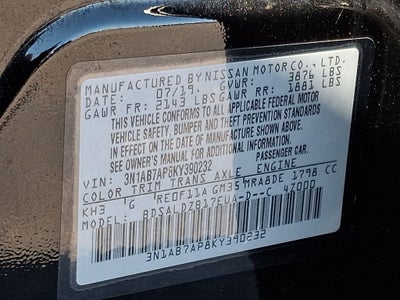 MANUFACTURED BY NISSAN MOTOR CO., LTD.
DATE: 07/19 GVWR: 3876 LBS
GAWR FR: 2143 LBS GAWR RR: 1881 LBS
THIS VEHICLE CONFORMS TO ALL APPLICABLE FEDERAL MOTOR
VEHICLE SAFETY, BUMPER AND THEFT PREVENTION STANDARDS
IN EFFECT ON THE DATE OF MANUFACTURE SHOWN ABOVE.
SEE OWNER'S MANUAL FOR ADDITIONAL INFORMATION.
VIN: 3N1AB7AP8KY390232 PASSENGER CAR.
COLOR TRIM TRANS AXLE ENGINE
KH3 G RE0F11A GM35 MRA8DE 1798 CC
MODEL: BDSALDZB17EUA-D--C 47000
3N1AB7AP8KY390232